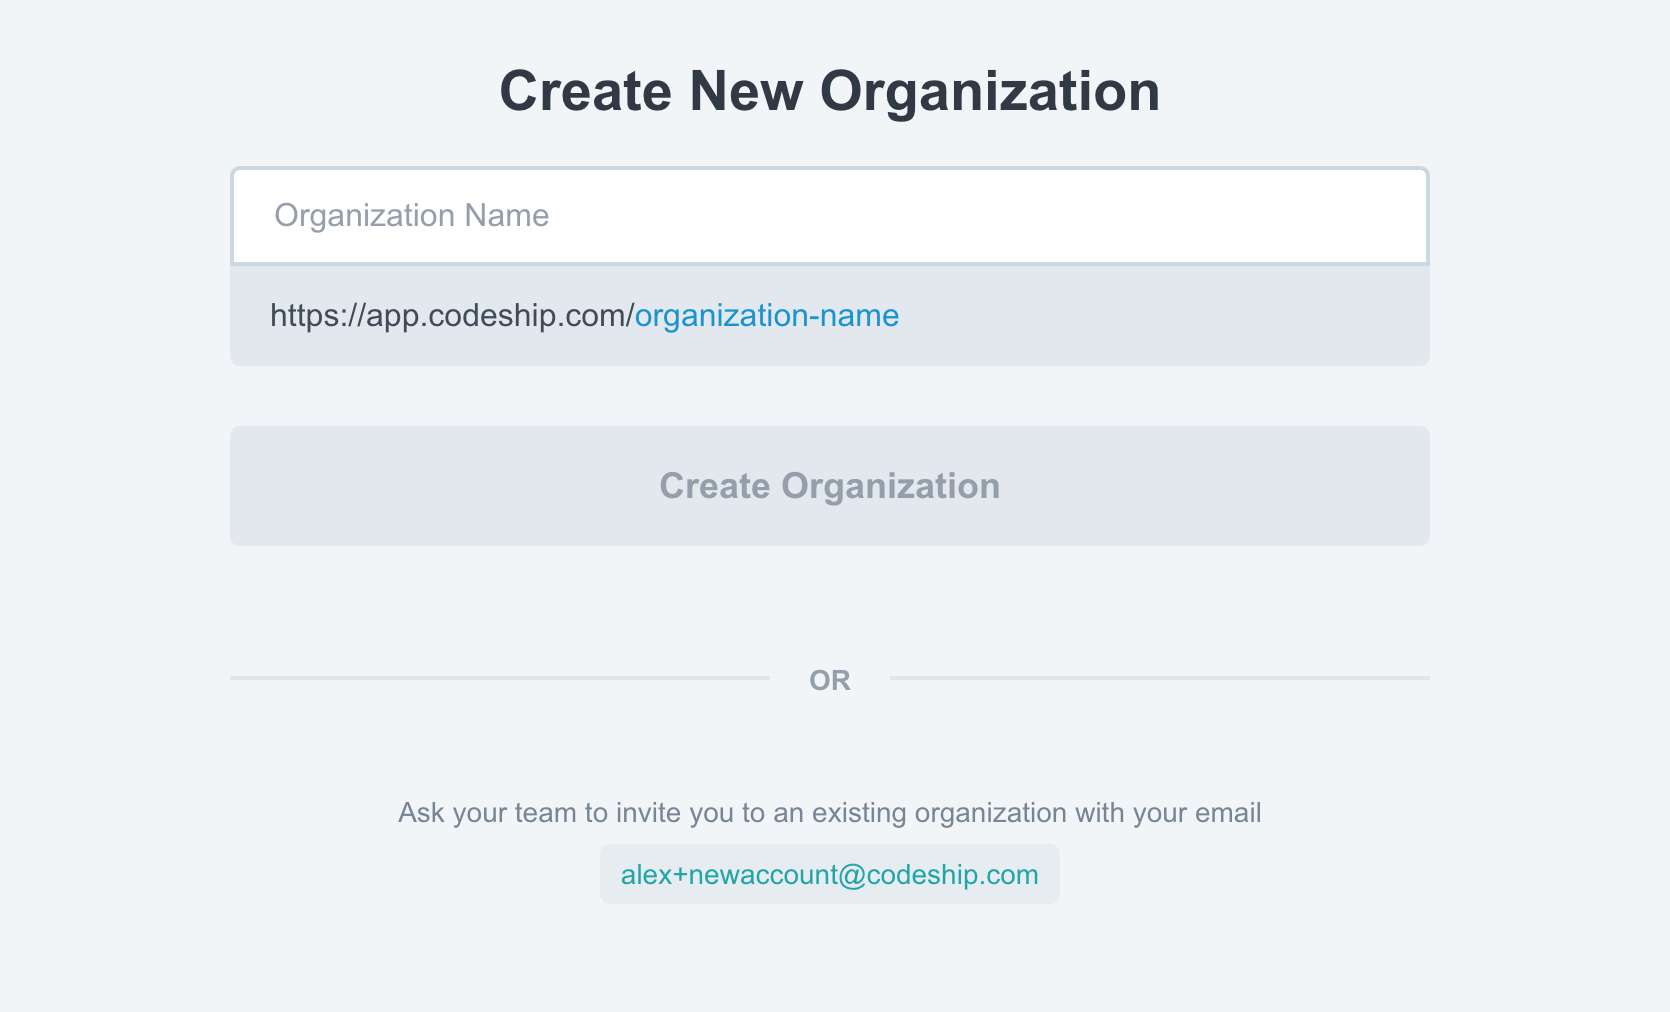 Create New Organization
Organization Name
https://app.codeship.com/organization-name
Create Organization
OR
Ask your team to invite you to an existing organization with your email
alex+newaccount@codeship.com